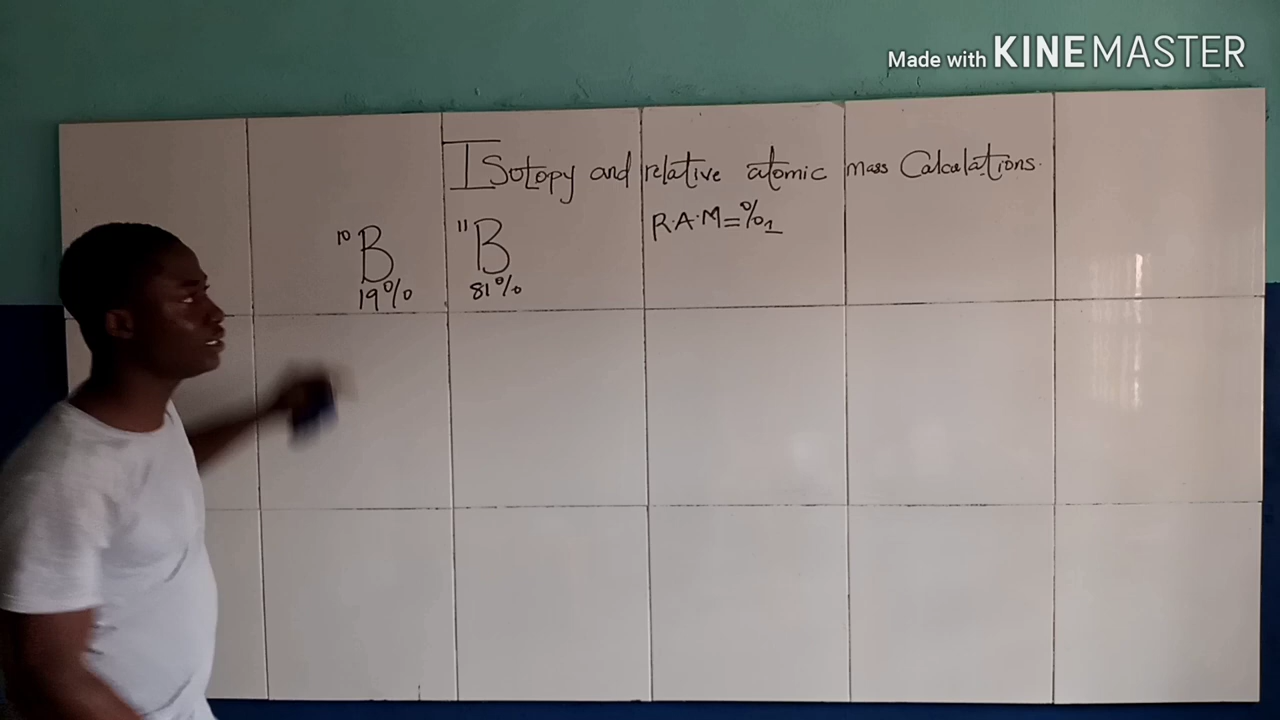 Made with KINEMASTER
Isotopy and relative atomic mass Calculations.
R.A.M=%1
10B 11B
19% 81%